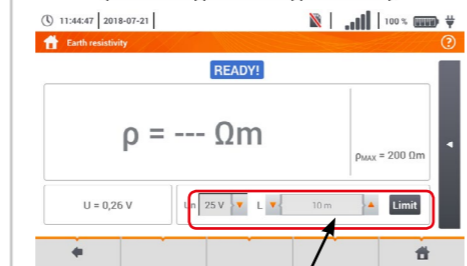 11:44:47 2018-07-21 100 %
Earth resistivity ?
READY!
ρ = --- Ωm
ρMAX = 200 Ωm
U = 0,26 V
Un 25 V L 10 m Limit